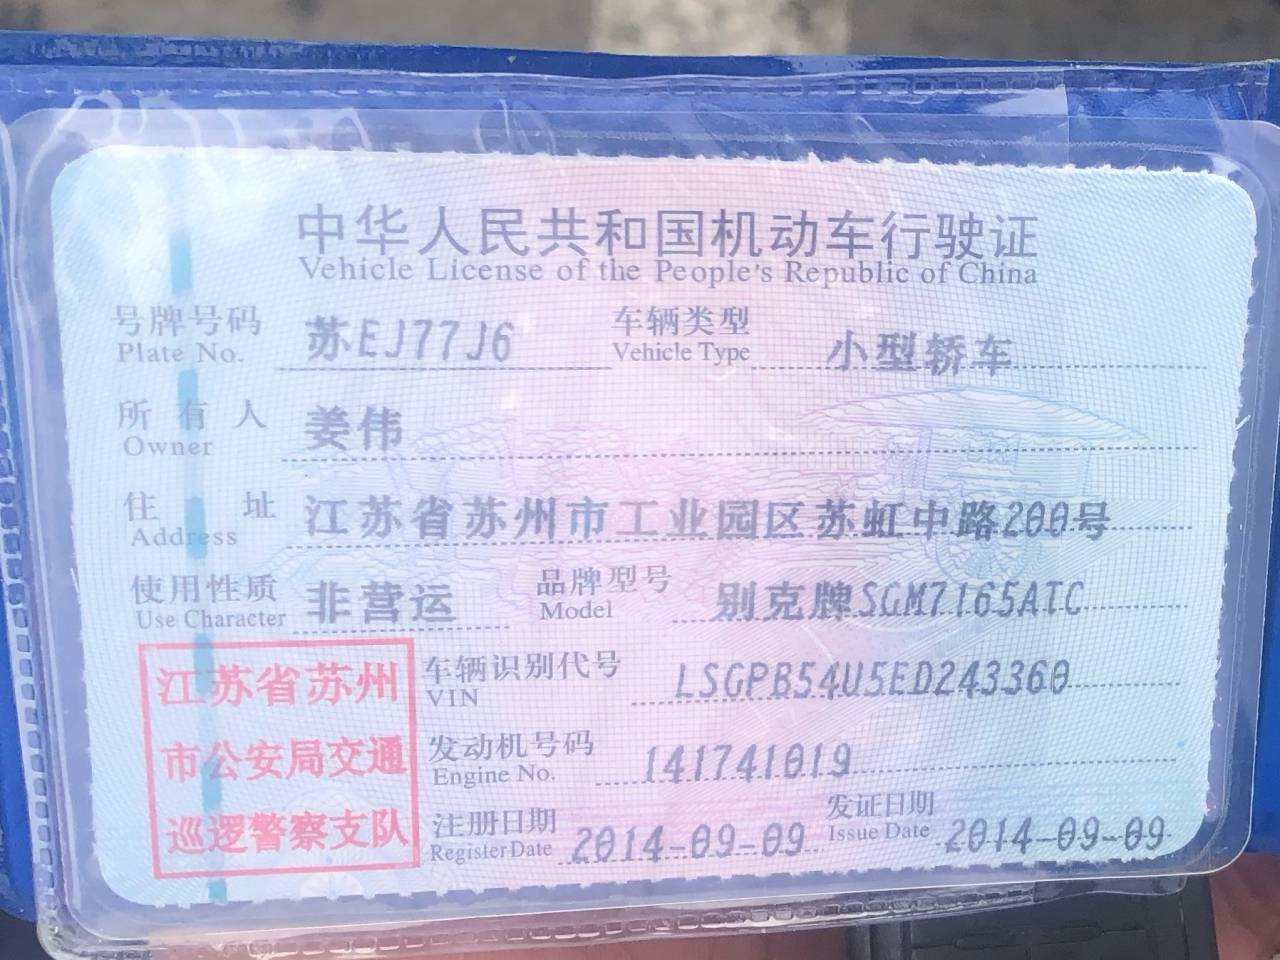 中华人民共和国机动车行驶证
Vehicle License of the People's Republic of China
号牌号码 苏EJ77J6 车辆类型 小型轿车
Plate No. Vehicle Type
所有人 姜伟
Owner
住址 江苏省苏州市工业园区苏虹中路200号
Address
使用性质 非营运 品牌型号 别克牌SGM7165ATC
Use Character Model
江苏省苏州 车辆识别代号 LSGPB54U5ED243360
VIN
市公安局交通 发动机号码 141741019
Engine No.
巡逻警察支队 注册日期 2014-09-09 发证日期 2014-09-09
Register Date Issue Date